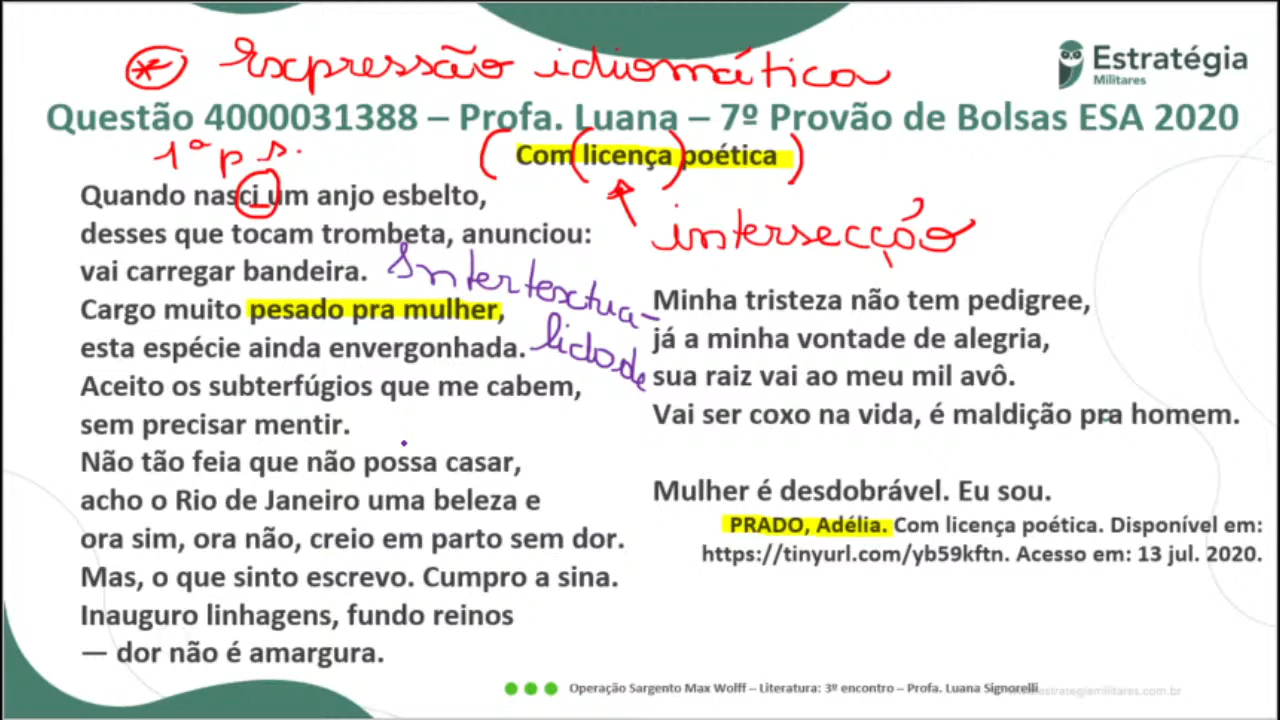 * Expressão idiomática
Estratégia
Militares
Questão 4000031388 – Profa. Luana – 7º Provão de Bolsas ESA 2020
1ª p s.
(Com (licença) poética)
intersecção
Quando nasci um anjo esbelto,
desses que tocam trombeta, anunciou:
vai carregar bandeira.
Cargo muito pesado pra mulher,
esta espécie ainda envergonhada.
Intertextua-
lidade
Aceito os subterfúgios que me cabem,
sem precisar mentir.
Não tão feia que não possa casar,
acho o Rio de Janeiro uma beleza e
ora sim, ora não, creio em parto sem dor.
Mas, o que sinto escrevo. Cumpro a sina.
Inauguro linhagens, fundo reinos
— dor não é amargura.
Minha tristeza não tem pedigree,
já a minha vontade de alegria,
sua raiz vai ao meu mil avô.
Vai ser coxo na vida, é maldição pra homem.
Mulher é desdobrável. Eu sou.
PRADO, Adélia. Com licença poética. Disponível em:
https://tinyurl.com/yb59kftn. Acesso em: 13 jul. 2020.
Operação Sargento Max Wolff – Literatura: 3º encontro – Profa. Luana Signorelli
estrategiamilitares.com.br